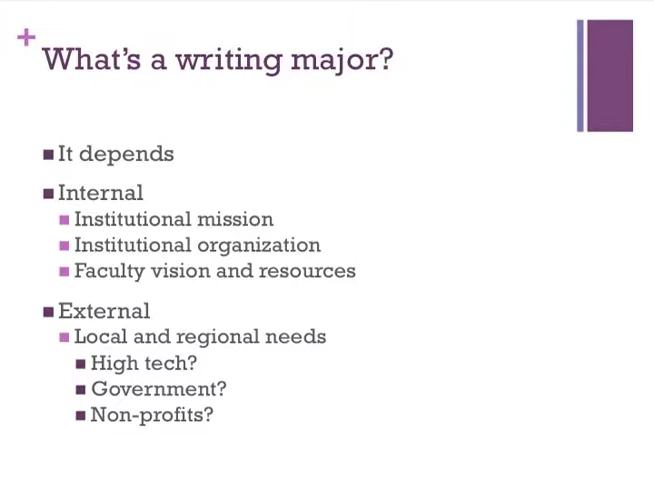 What's a writing major?
It depends
Internal
Institutional mission
Institutional organization
Faculty vision and resources
External
Local and regional needs
High tech?
Government?
Non-profits?